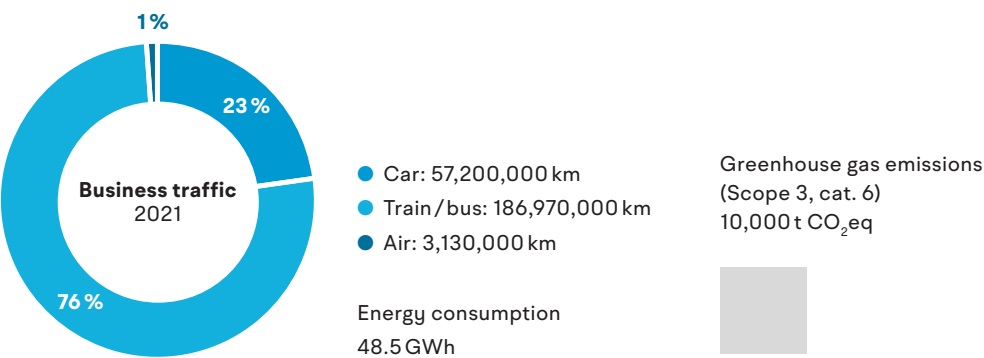 1 %
23 %
Business traffic
2021
76 %
Car: 57,200,000 km
Train/bus: 186,970,000 km
Air: 3,130,000 km
Energy consumption
48.5 GWh
Greenhouse gas emissions
(Scope 3, cat. 6)
10,000 t CO₂eq